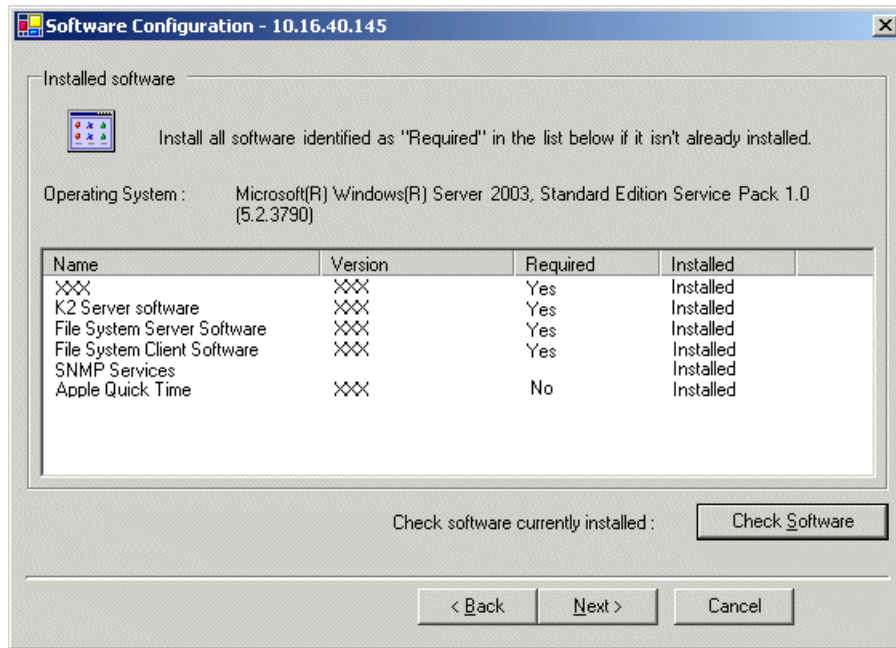 Software Configuration - 10.16.40.145
Installed software
Install all software identified as "Required" in the list below if it isn't already installed.
Operating System : Microsoft(R) Windows(R) Server 2003, Standard Edition Service Pack 1.0
(5.2.3790)
Name Version Required Installed
XXX XXX Yes Installed
K2 Server software XXX Yes Installed
File System Server Software XXX Yes Installed
File System Client Software XXX Yes Installed
SNMP Services Installed
Apple Quick Time XXX No Installed
Check software currently installed : Check Software
< Back Next > Cancel